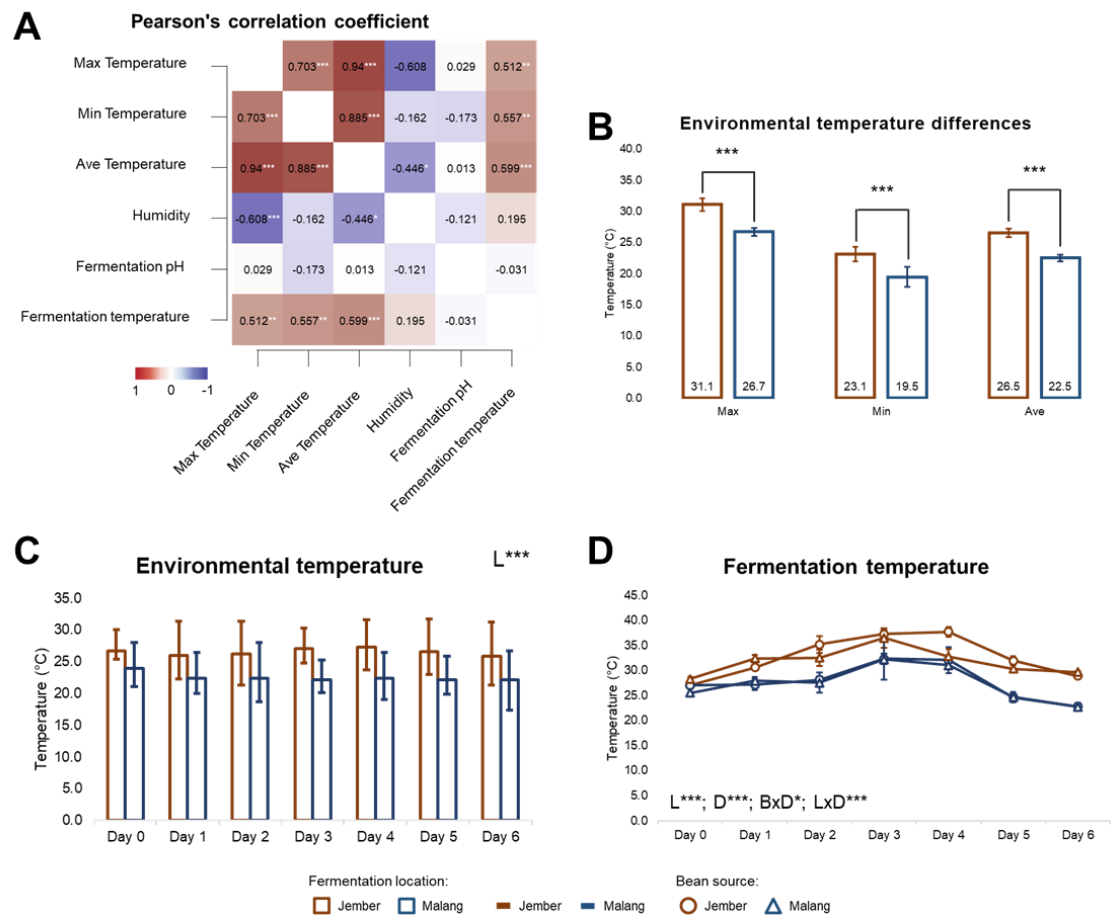 A
Pearson's correlation coefficient
Max Temperature 0.703*** 0.94*** -0.608 0.029 0.512**
Min Temperature 0.703*** 0.885*** -0.162 -0.173 0.557**
Ave Temperature 0.94*** 0.885*** -0.446* 0.013 0.599***
Humidity -0.608*** -0.162 -0.446* -0.121 0.195
Fermentation pH 0.029 -0.173 0.013 -0.121 -0.031
Fermentation temperature 0.512** 0.557** 0.599*** 0.195 -0.031
1 0 -1
Max Temperature
Min Temperature
Ave Temperature
Humidity
Fermentation pH
Fermentation temperature
B
Environmental temperature differences
Temperature (°C)
40.0
35.0
30.0
25.0
20.0
15.0
10.0
5.0
0.0
*** *** ***
31.1 26.7 23.1 19.5 26.5 22.5
Max Min Ave
C
Environmental temperature
L***
Temperature (°C)
35.0
30.0
25.0
20.0
15.0
10.0
5.0
0.0
Day 0 Day 1 Day 2 Day 3 Day 4 Day 5 Day 6
D
Fermentation temperature
Temperature (°C)
45.0
40.0
35.0
30.0
25.0
20.0
15.0
10.0
5.0
0.0
L***; D***; BxD*; LxD***
Day 0 Day 1 Day 2 Day 3 Day 4 Day 5 Day 6
Fermentation location: Bean source:
Jember Malang Jember Malang Jember Malang